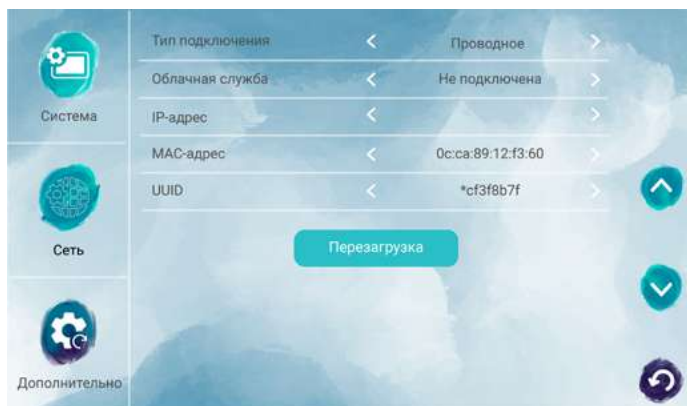 Система
Сеть
Дополнительно
Тип подключения Проводное
Облачная служба Не подключена
IP-адрес
MAC-адрес 0c:ca:89:12:f3:60
UUID *cf3f8b7f
Перезагрузка